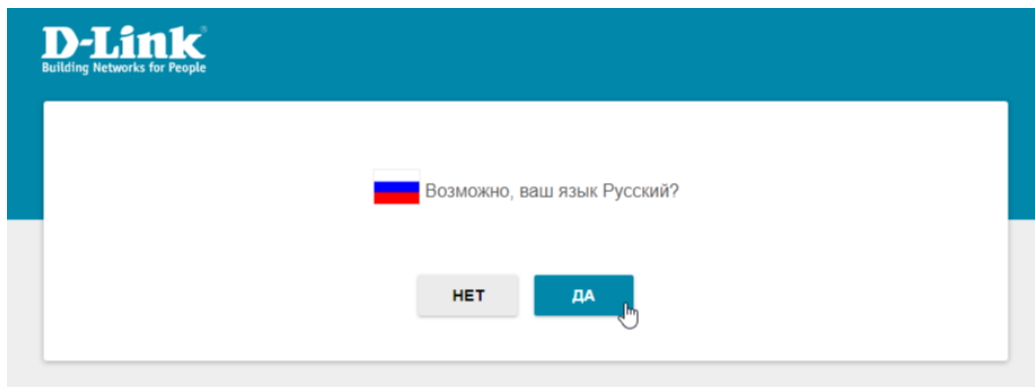 D-Link
Building Networks for People
Возможно, ваш язык Русский?
НЕТ
ДА